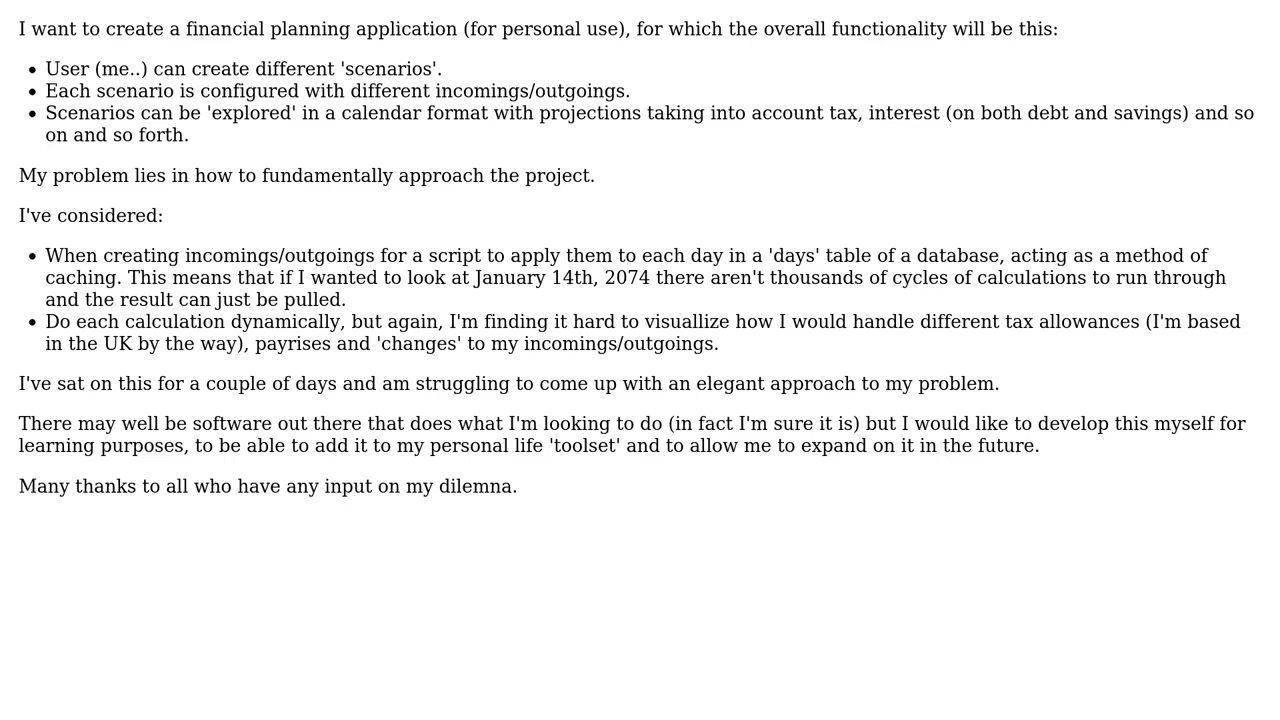 I want to create a financial planning application (for personal use), for which the overall functionality will be this:
• User (me..) can create different 'scenarios'.
• Each scenario is configured with different incomings/outgoings.
• Scenarios can be 'explored' in a calendar format with projections taking into account tax, interest (on both debt and savings) and so
on and so forth.
My problem lies in how to fundamentally approach the project.
I've considered:
• When creating incomings/outgoings for a script to apply them to each day in a 'days' table of a database, acting as a method of
caching. This means that if I wanted to look at January 14th, 2074 there aren't thousands of cycles of calculations to run through
and the result can just be pulled.
• Do each calculation dynamically, but again, I'm finding it hard to visuallize how I would handle different tax allowances (I'm based
in the UK by the way), payrises and 'changes' to my incomings/outgoings.
I've sat on this for a couple of days and am struggling to come up with an elegant approach to my problem.
There may well be software out there that does what I'm looking to do (in fact I'm sure it is) but I would like to develop this myself for
learning purposes, to be able to add it to my personal life 'toolset' and to allow me to expand on it in the future.
Many thanks to all who have any input on my dilemna.